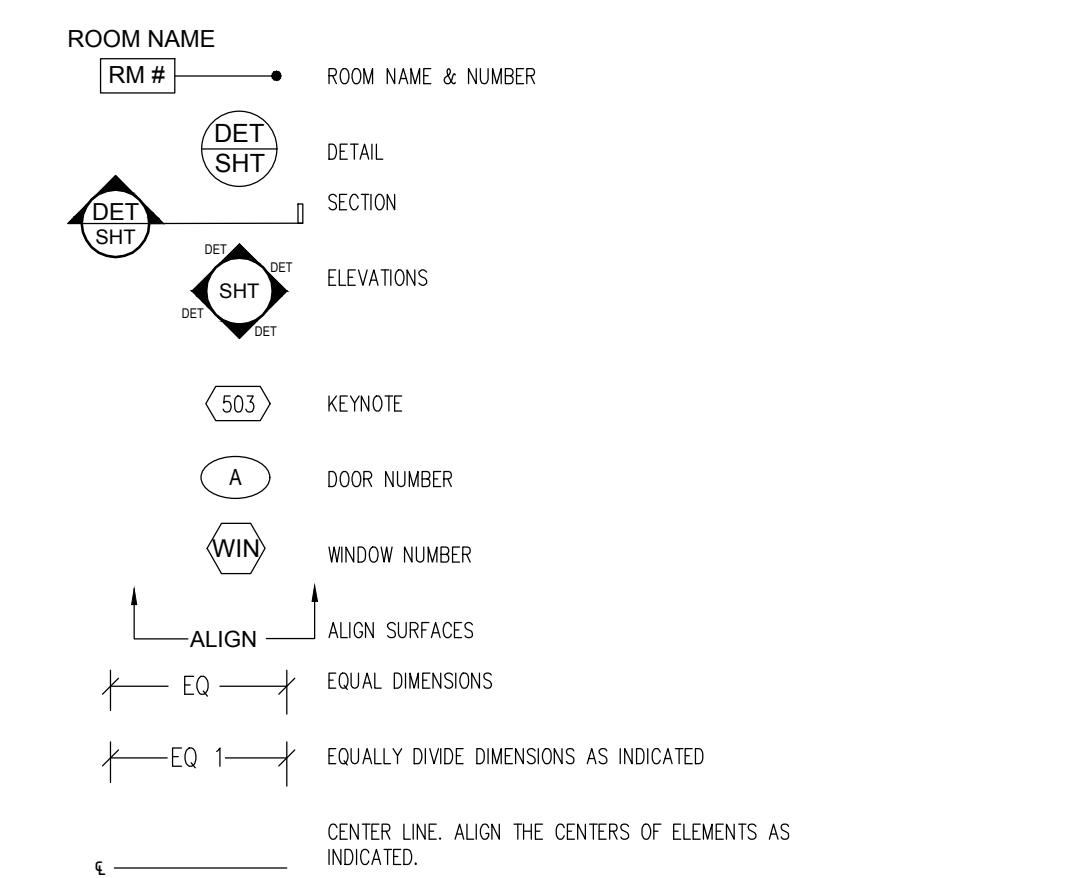 ROOM NAME
RM #
ROOM NAME & NUMBER
DET
SHT
DETAIL
DET
SHT
SECTION
DET
DET
SHT
DET
DET
ELEVATIONS
503
KEYNOTE
A
DOOR NUMBER
WIN
WINDOW NUMBER
ALIGN
ALIGN SURFACES
EQ
EQUAL DIMENSIONS
EQ 1
EQUALLY DIVIDE DIMENSIONS AS INDICATED
℄
CENTER LINE. ALIGN THE CENTERS OF ELEMENTS AS
INDICATED.